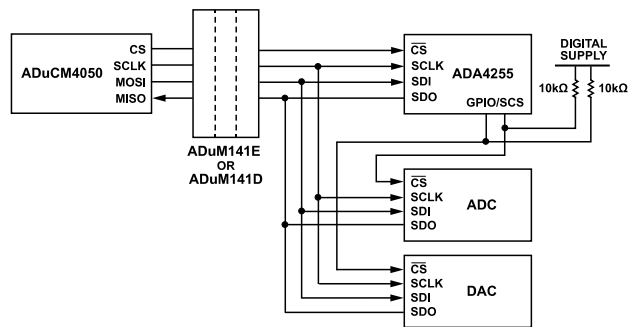 ADuCM4050
CS
SCLK
MOSI
MISO
ADuM141E
OR
ADuM141D
CS
SCLK
SDI
SDO
ADA4255
GPIO/SCS
DIGITAL
SUPPLY
10kΩ
10kΩ
CS
SCLK
SDI
SDO
ADC
CS
SCLK
SDI
SDO
DAC